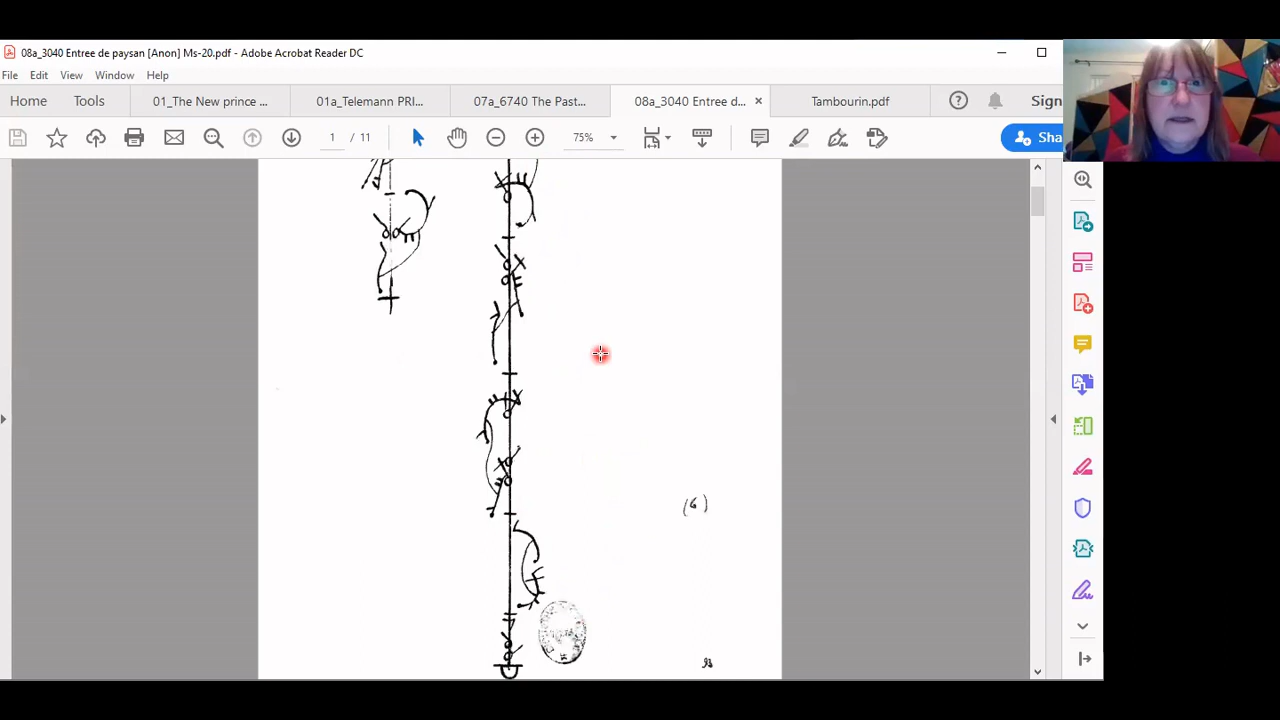 08a_3040 Entree de paysan [Anon] Ms-20.pdf - Adobe Acrobat Reader DC
File Edit View Window Help
Home Tools 01_The New prince ... 01a_Telemann PRI... 07a_6740 The Past... 08a_3040 Entree d... Tambourin.pdf Sign
1 / 11 75% Sha
(6)